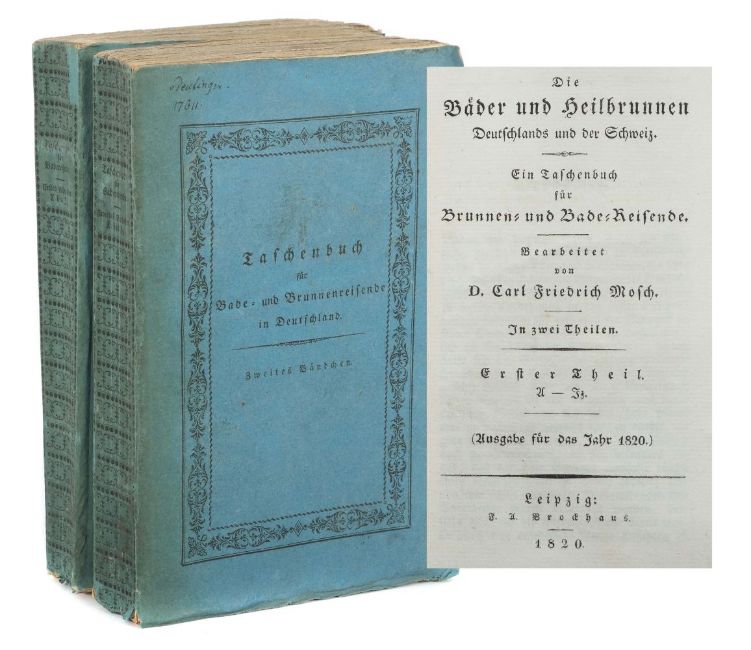 Deutinger.
Taschenbuch
für
Bade- und Brunnenreisende
in Deutschland.
Zweites Bändchen.
Die
Bäder und Heilbrunnen
Deutschlands und der Schweiz.
Ein Taschenbuch
für
Brunnen- und Bade-Reisende.
Bearbeitet
von
D. Carl Friedrich Mosch.
In zwei Theilen.
Erster Theil.
A — Iz.
(Ausgabe für das Jahr 1820.)
Leipzig:
F. A. Brockhaus.
1820.